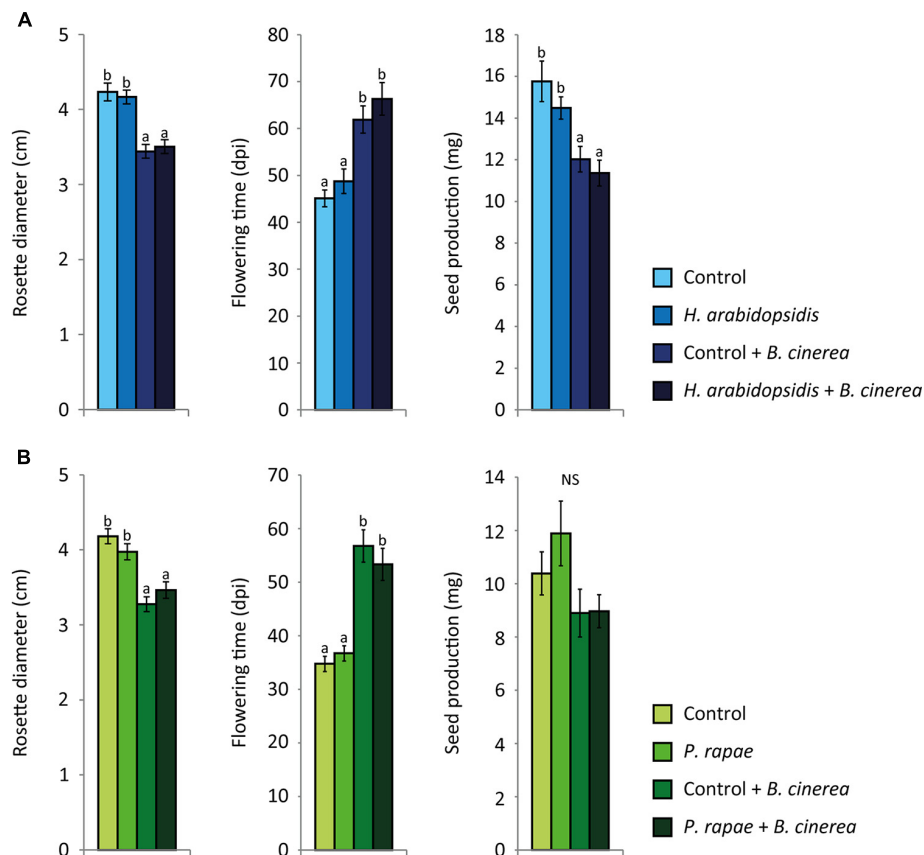 A
Rosette diameter (cm)
5
4
3
2
1
0
b b a a
Flowering time (dpi)
80
70
60
50
40
30
20
10
0
a a b b
Seed production (mg)
18
16
14
12
10
8
6
4
2
0
b b a a
Control
H. arabidopsidis
Control + B. cinerea
H. arabidopsidis + B. cinerea
B
Rosette diameter (cm)
5
4
3
2
1
0
b b a a
Flowering time (dpi)
70
60
50
40
30
20
10
0
a a b b
Seed production (mg)
14
12
10
8
6
4
2
0
NS
Control
P. rapae
Control + B. cinerea
P. rapae + B. cinerea